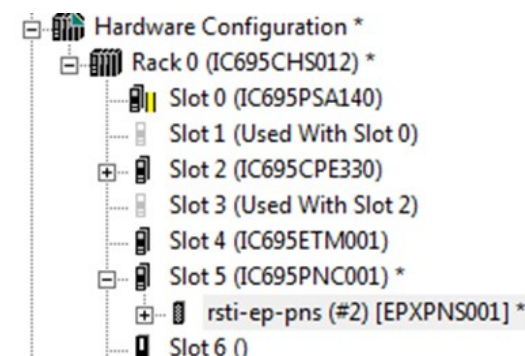 Hardware Configuration *
Rack 0 (IC695CHS012) *
Slot 0 (IC695PSA140)
Slot 1 (Used With Slot 0)
Slot 2 (IC695CPE330)
Slot 3 (Used With Slot 2)
Slot 4 (IC695ETM001)
Slot 5 (IC695PNC001) *
rsti-ep-pns (#2) [EPXPNS001] *
Slot 6 ()